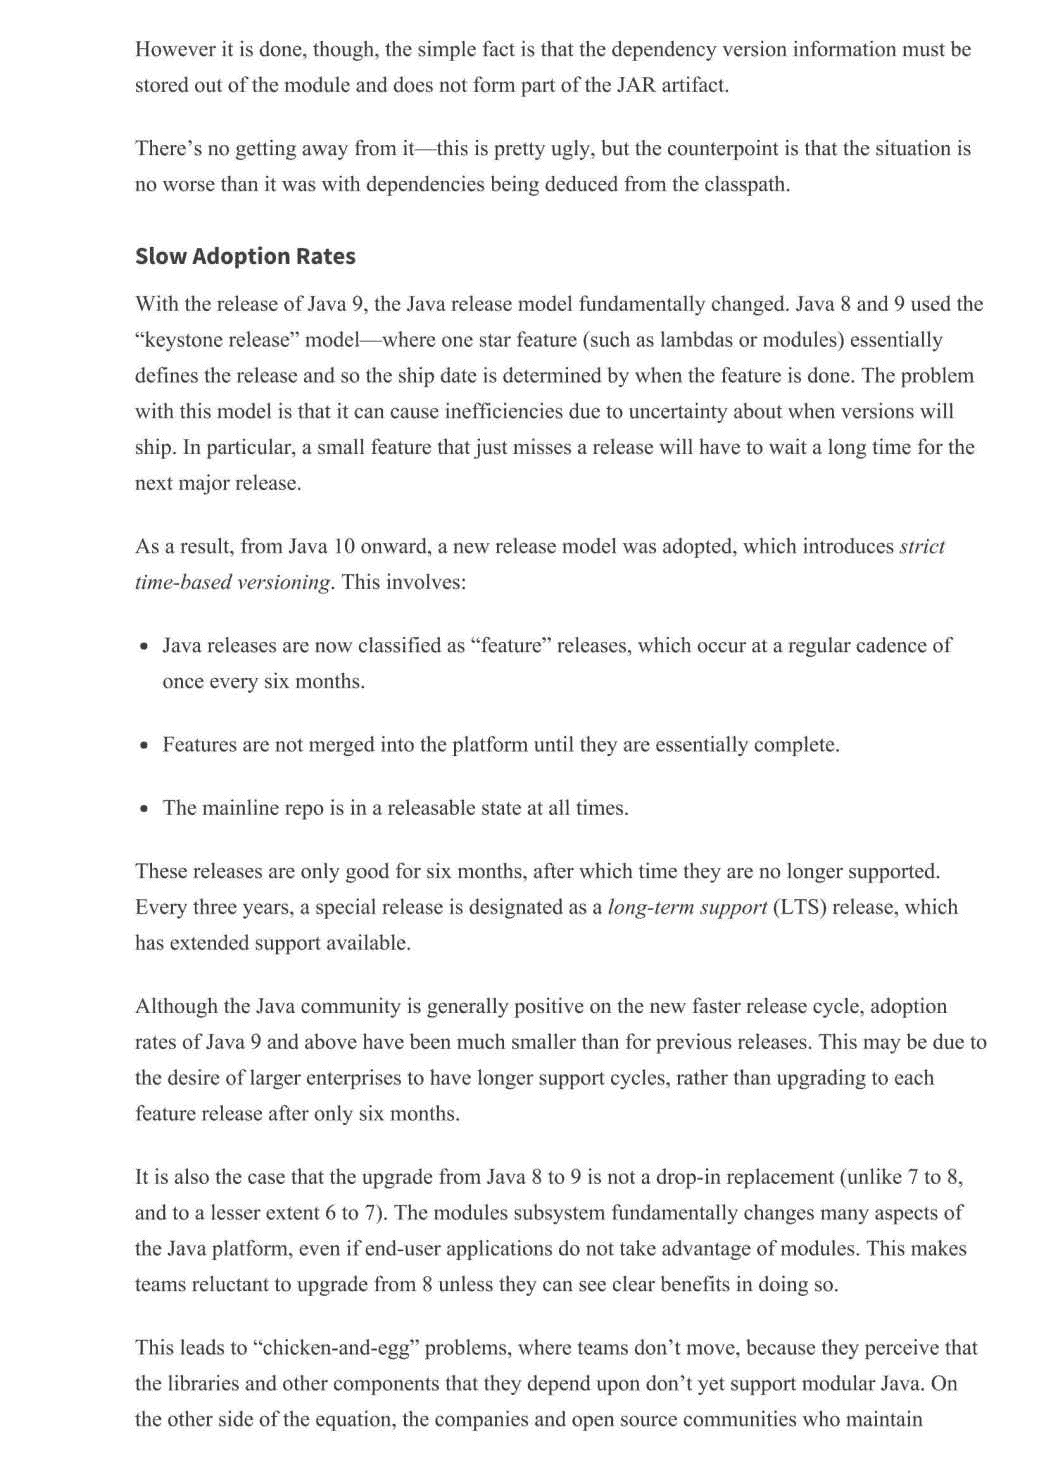 However it is done, though, the simple fact is that the dependency version information must be
stored out of the module and does not form part of the JAR artifact.
There’s no getting away from it—this is pretty ugly, but the counterpoint is that the situation is
no worse than it was with dependencies being deduced from the classpath.
Slow Adoption Rates
With the release of Java 9, the Java release model fundamentally changed. Java 8 and 9 used the
“keystone release” model—where one star feature (such as lambdas or modules) essentially
defines the release and so the ship date is determined by when the feature is done. The problem
with this model is that it can cause inefficiencies due to uncertainty about when versions will
ship. In particular, a small feature that just misses a release will have to wait a long time for the
next major release.
As a result, from Java 10 onward, a new release model was adopted, which introduces strict
time-based versioning. This involves:
• Java releases are now classified as “feature” releases, which occur at a regular cadence of
once every six months.
• Features are not merged into the platform until they are essentially complete.
• The mainline repo is in a releasable state at all times.
These releases are only good for six months, after which time they are no longer supported.
Every three years, a special release is designated as a long-term support (LTS) release, which
has extended support available.
Although the Java community is generally positive on the new faster release cycle, adoption
rates of Java 9 and above have been much smaller than for previous releases. This may be due to
the desire of larger enterprises to have longer support cycles, rather than upgrading to each
feature release after only six months.
It is also the case that the upgrade from Java 8 to 9 is not a drop-in replacement (unlike 7 to 8,
and to a lesser extent 6 to 7). The modules subsystem fundamentally changes many aspects of
the Java platform, even if end-user applications do not take advantage of modules. This makes
teams reluctant to upgrade from 8 unless they can see clear benefits in doing so.
This leads to “chicken-and-egg” problems, where teams don’t move, because they perceive that
the libraries and other components that they depend upon don’t yet support modular Java. On
the other side of the equation, the companies and open source communities who maintain